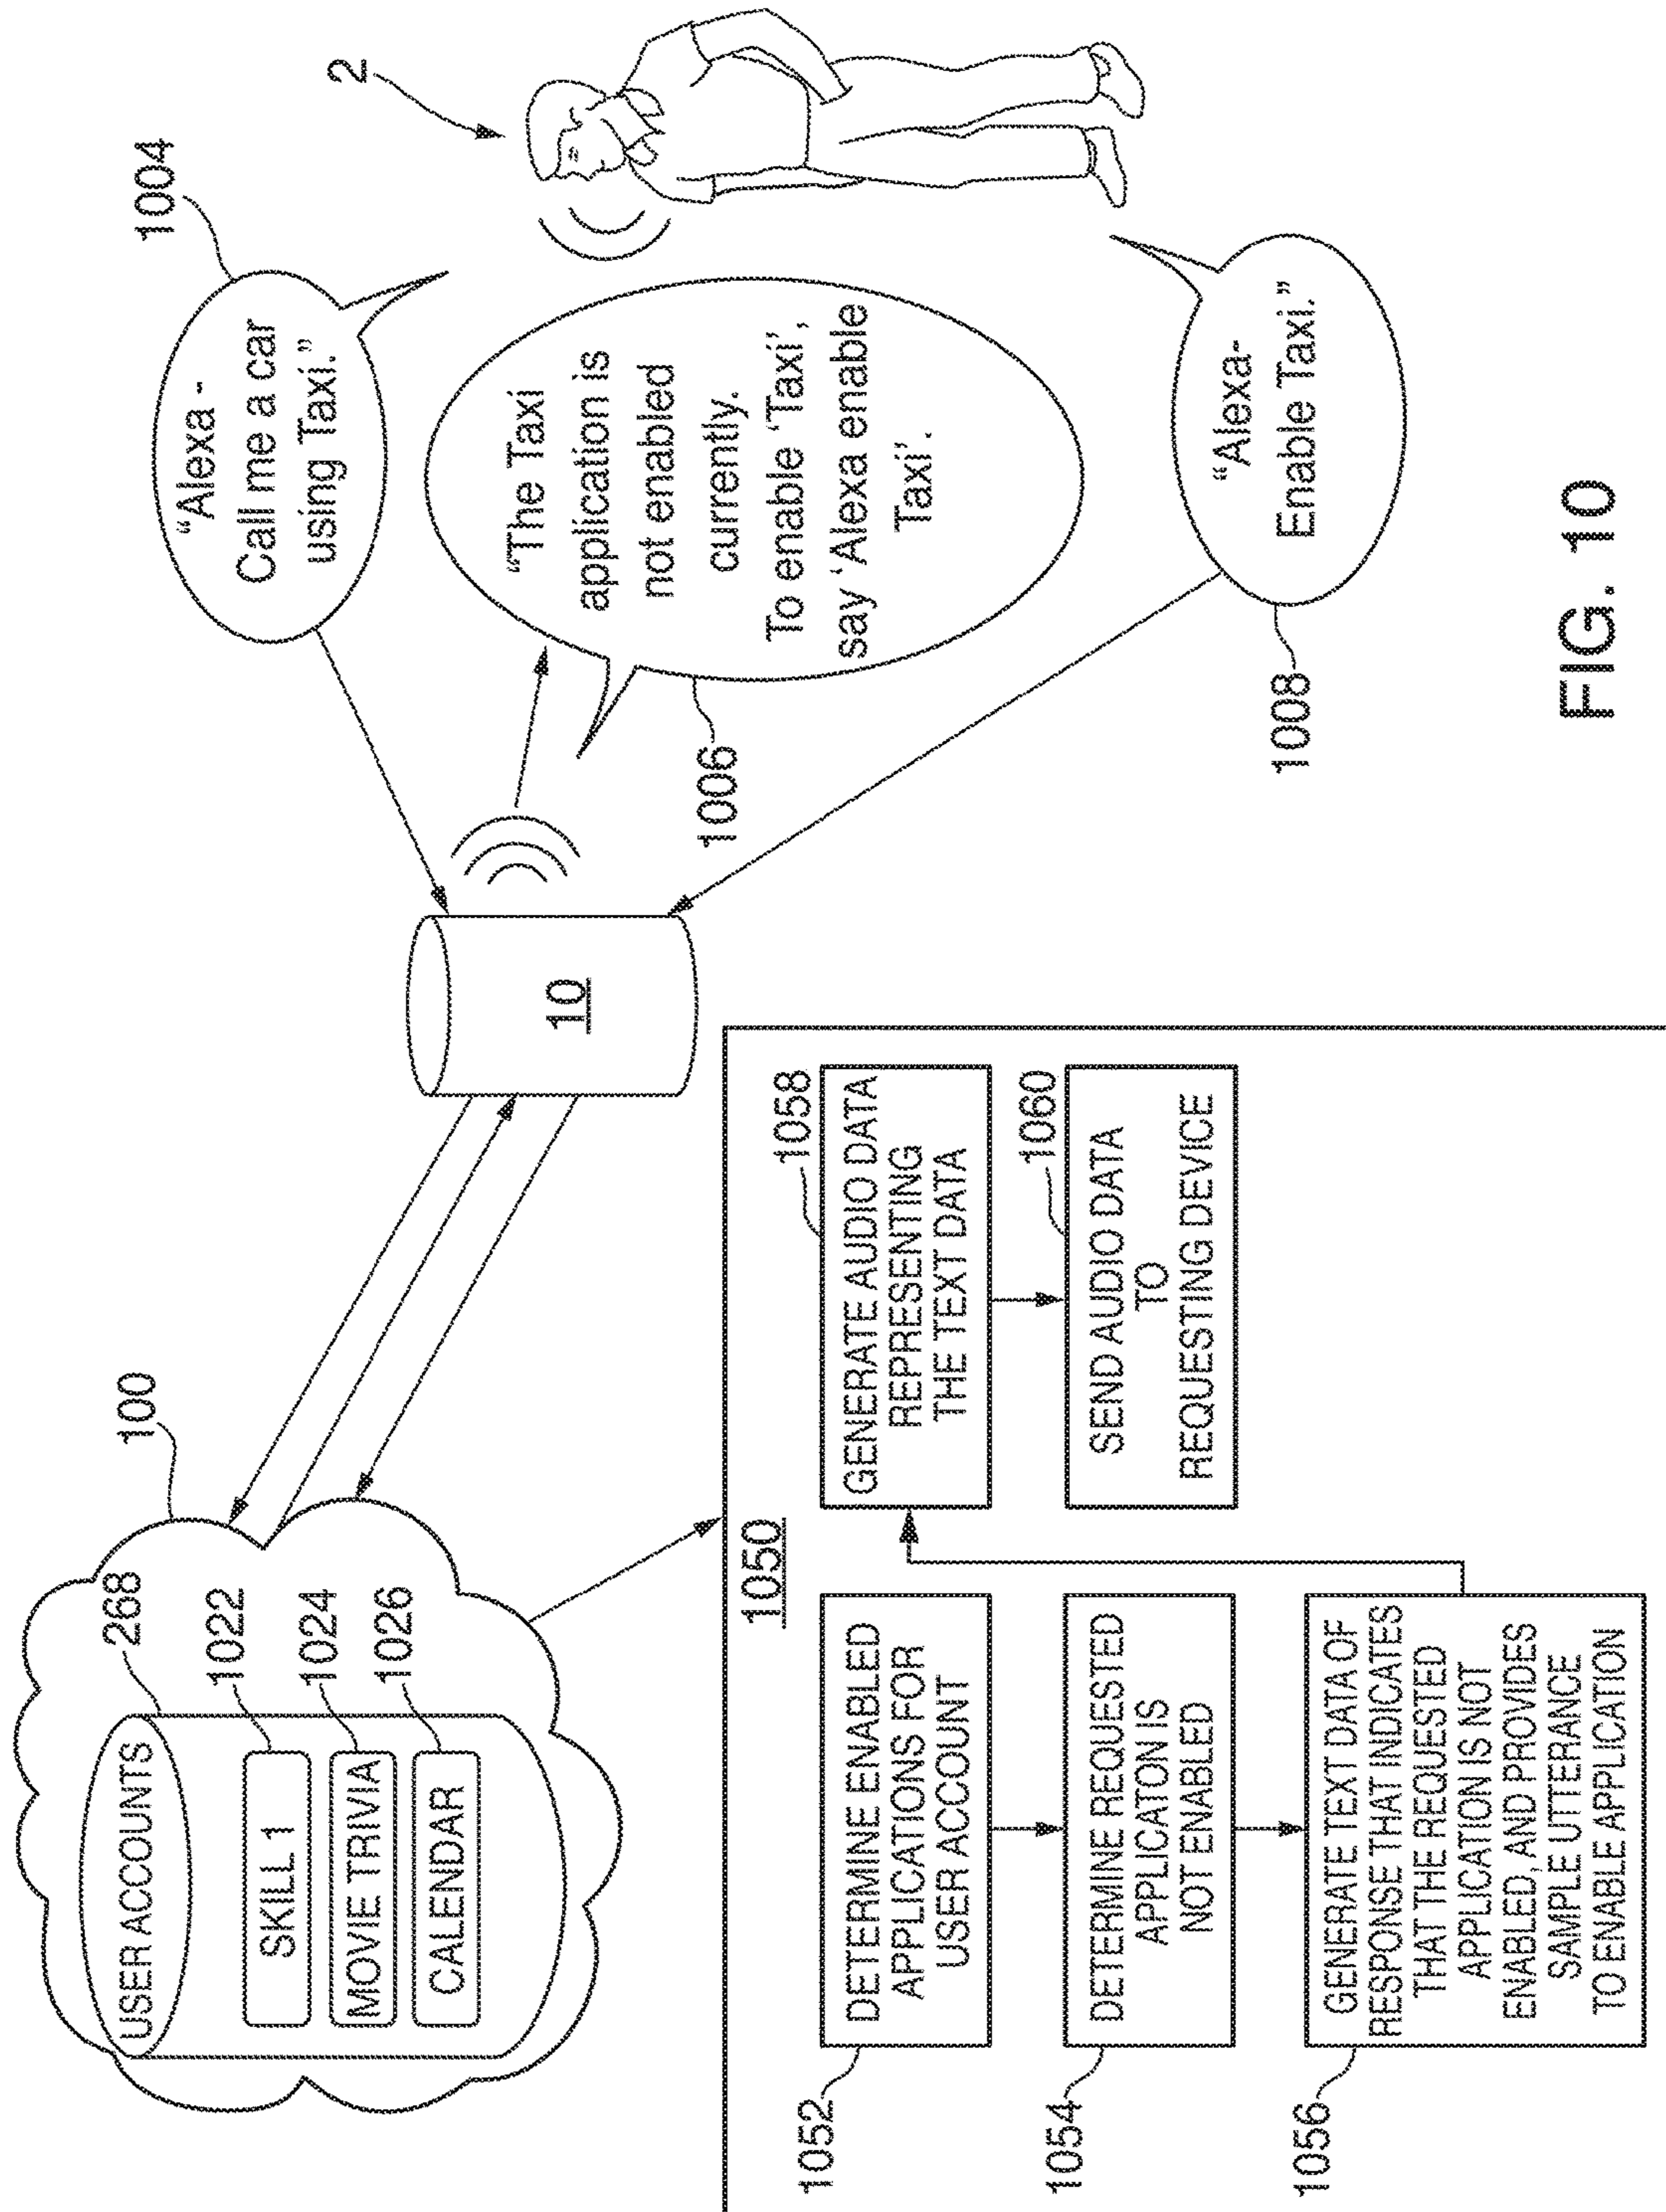 100
USER ACCOUNTS
268
SKILL 1
1022
MOVIE TRIVIA
1024
CALENDAR
1026
10
2
1004
“Alexa -
Call me a car
using Taxi.”
“The Taxi
application is
not enabled
currently.
To enable ‘Taxi’,
say ‘Alexa enable
Taxi’.
1006
“Alexa-
Enable Taxi.”
1008
1050
1052
DETERMINE ENABLED
APPLICATIONS FOR
USER ACCOUNT
1054
DETERMINE REQUESTED
APPLICATON IS
NOT ENABLED
1056
GENERATE TEXT DATA OF
RESPONSE THAT INDICATES
THAT THE REQUESTED
APPLICATION IS NOT
ENABLED, AND PROVIDES
SAMPLE UTTERANCE
TO ENABLE APPLICATION
1058
GENERATE AUDIO DATA
REPRESENTING
THE TEXT DATA
1060
SEND AUDIO DATA
TO
REQUESTING DEVICE
FIG. 10